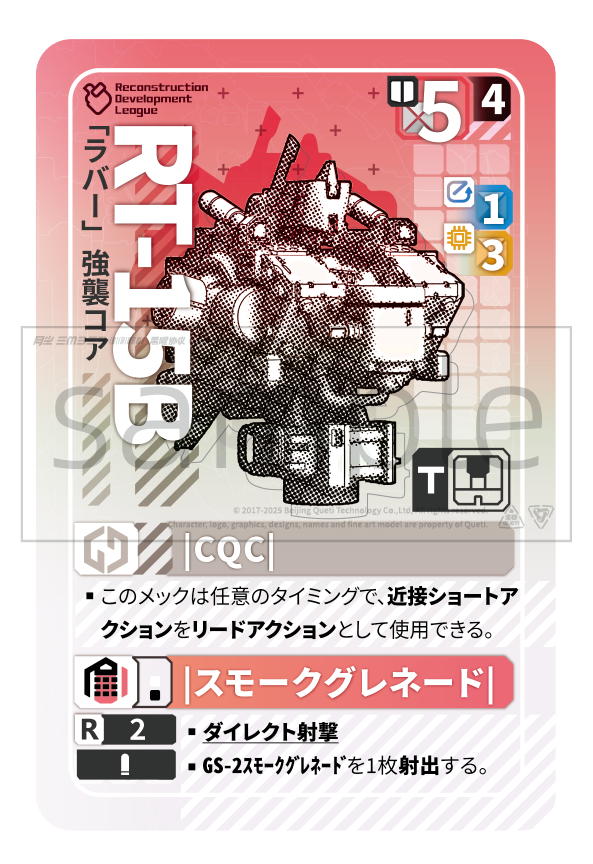 Reconstruction
Development
League
5
4
RT-15B
「ラバー」 強襲コア
1
3
sample
T
© 2017-2025 Beijing Queti Technology Co.,Ltd. All rights reserved.
Character, logo, graphics, designs, names and fine art model are property of Queti.
|CQC|
▪ このメックは任意のタイミングで、近接ショートア
クションをリードアクションとして使用できる。
|スモークグレネード|
R 2
▪ ダイレクト射撃
▪ GS-2ｽﾓｰｸｸﾞﾚﾈｰﾄﾞを1枚射出する。